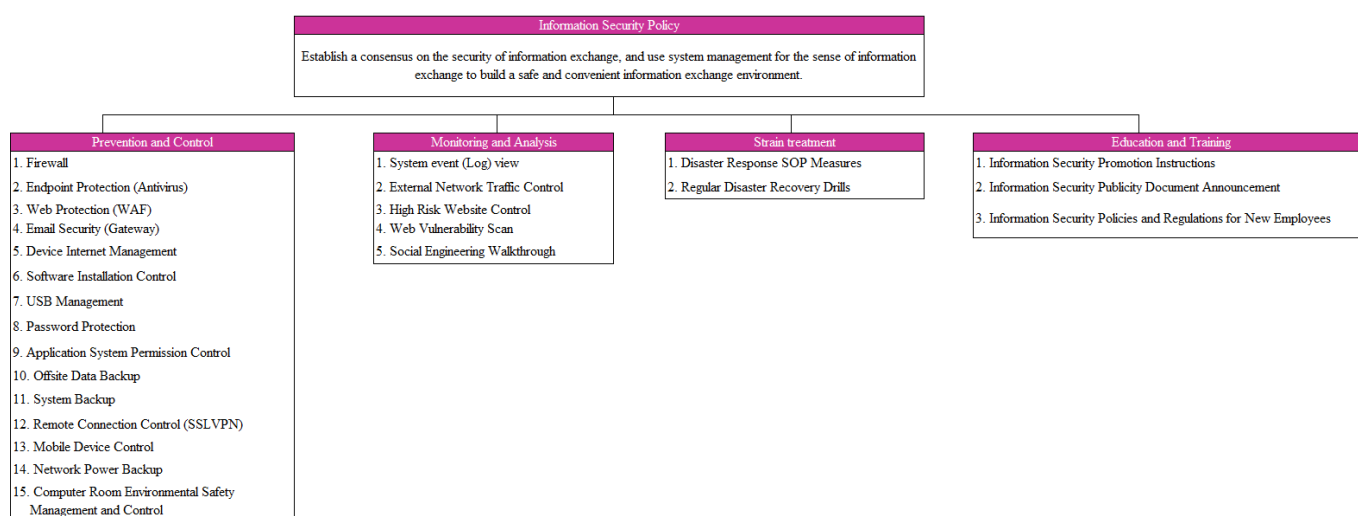 Information Security Policy
Establish a consensus on the security of information exchange, and use system management for the sense of information
exchange to build a safe and convenient information exchange environment.
Prevention and Control
1. Firewall
2. Endpoint Protection (Antivirus)
3. Web Protection (WAF)
4. Email Security (Gateway)
5. Device Internet Management
6. Software Installation Control
7. USB Management
8. Password Protection
9. Application System Permission Control
10. Offsite Data Backup
11. System Backup
12. Remote Connection Control (SSLVPN)
13. Mobile Device Control
14. Network Power Backup
15. Computer Room Environmental Safety
Management and Control
Monitoring and Analysis
1. System event (Log) view
2. External Network Traffic Control
3. High Risk Website Control
4. Web Vulnerability Scan
5. Social Engineering Walkthrough
Strain treatment
1. Disaster Response SOP Measures
2. Regular Disaster Recovery Drills
Education and Training
1. Information Security Promotion Instructions
2. Information Security Publicity Document Announcement
3. Information Security Policies and Regulations for New Employees